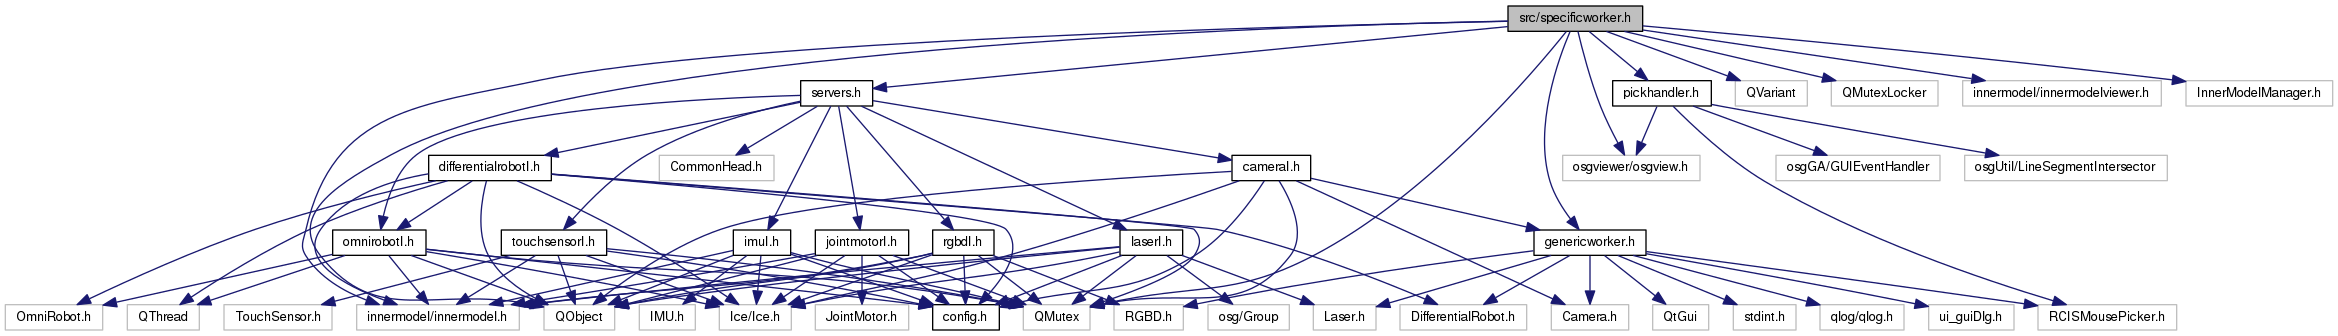 src/specificworker.h
servers.h
pickhandler.h
QVariant
QMutexLocker
innermodel/innermodelviewer.h
InnerModelManager.h
differentialrobotI.h
CommonHead.h
cameraI.h
osgviewer/osgview.h
osgGA/GUIEventHandler
osgUtil/LineSegmentIntersector
omnirobotI.h
touchsensorI.h
imuI.h
jointmotorI.h
rgbdI.h
laserI.h
genericworker.h
OmniRobot.h
QThread
TouchSensor.h
innermodel/innermodel.h
QObject
IMU.h
Ice/Ice.h
JointMotor.h
config.h
QMutex
RGBD.h
osg/Group
Laser.h
DifferentialRobot.h
Camera.h
QtGui
stdint.h
qlog/qlog.h
ui_guiDlg.h
RCISMousePicker.h